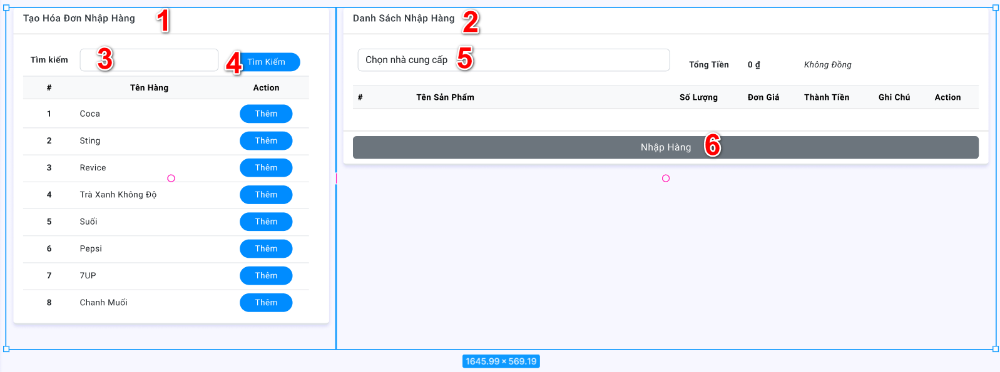 Tạo Hóa Đơn Nhập Hàng 1
Tìm kiếm 3 4 Tìm Kiếm
# Tên Hàng Action
1 Coca Thêm
2 Sting Thêm
3 Revice Thêm
4 Trà Xanh Không Độ Thêm
5 Suối Thêm
6 Pepsi Thêm
7 7UP Thêm
8 Chanh Muối Thêm
Danh Sách Nhập Hàng 2
Chọn nhà cung cấp 5 Tổng Tiền 0 ₫ Không Đồng
# Tên Sản Phẩm Số Lượng Đơn Giá Thành Tiền Ghi Chú Action
Nhập Hàng 6
1645.99 × 569.19